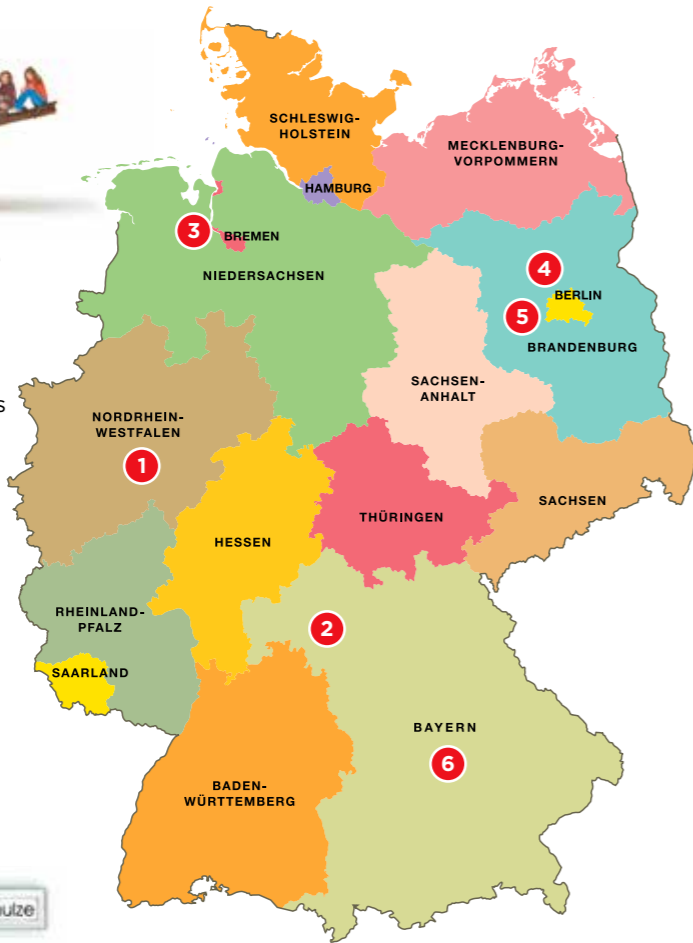 SCHLESWIG-
HOLSTEIN
MECKLENBURG-
VORPOMMERN
HAMBURG
3
BREMEN
NIEDERSACHSEN
4
BERLIN
5
BRANDENBURG
SACHSEN-
ANHALT
S
NORDRHEIN-
WESTFALEN
1
SACHSEN
THÜRINGEN
HESSEN
RHEINLAND-
PFALZ
2
SAARLAND
BAYERN
6
BADEN-
WÜRTTEMBERG